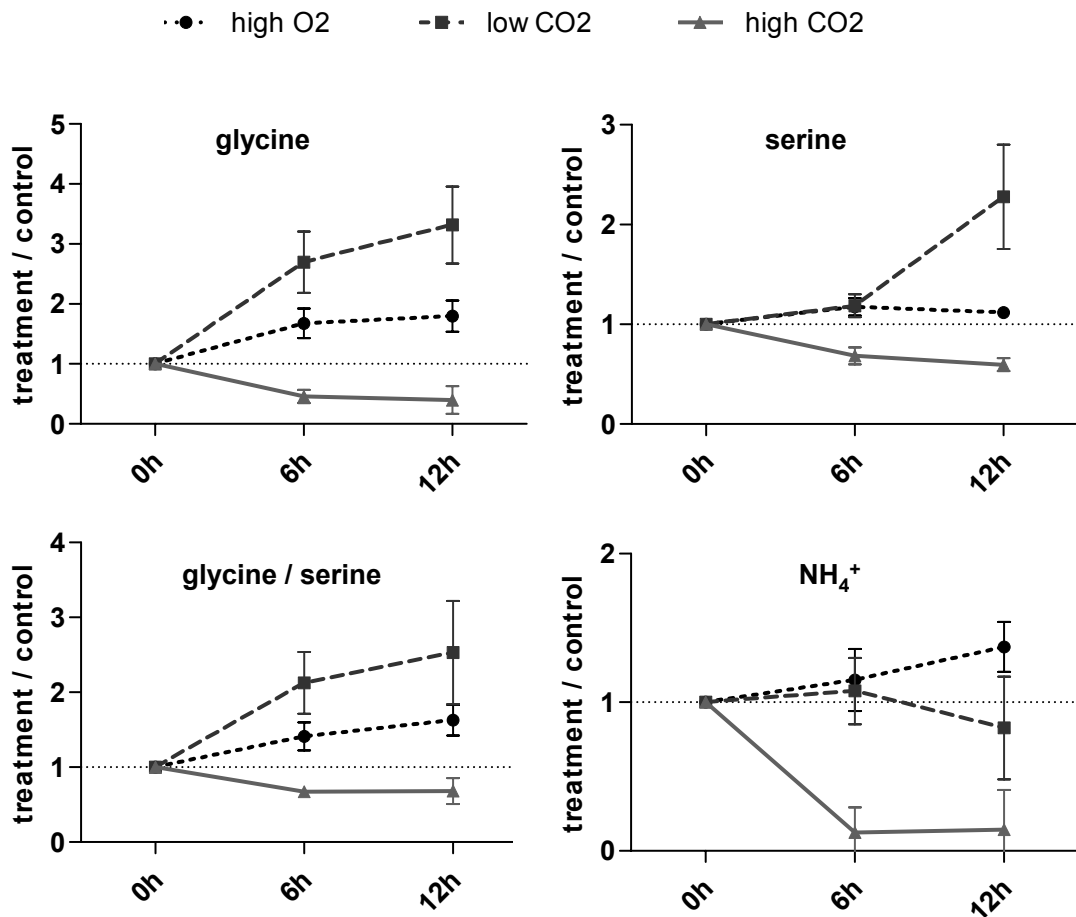 high O2 low CO2 high CO2
glycine
treatment / control
5
4
3
2
1
0
0h 6h 12h
serine
treatment / control
3
2
1
0
0h 6h 12h
glycine / serine
treatment / control
4
3
2
1
0
0h 6h 12h
NH₄⁺
treatment / control
2
1
0
0h 6h 12h